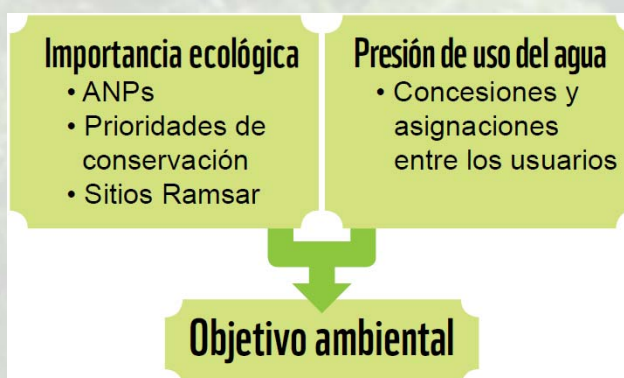 Importancia ecológica
• ANPs
• Prioridades de
conservación
• Sitios Ramsar
Presión de uso del agua
• Concesiones y
asignaciones
entre los usuarios
Objetivo ambiental